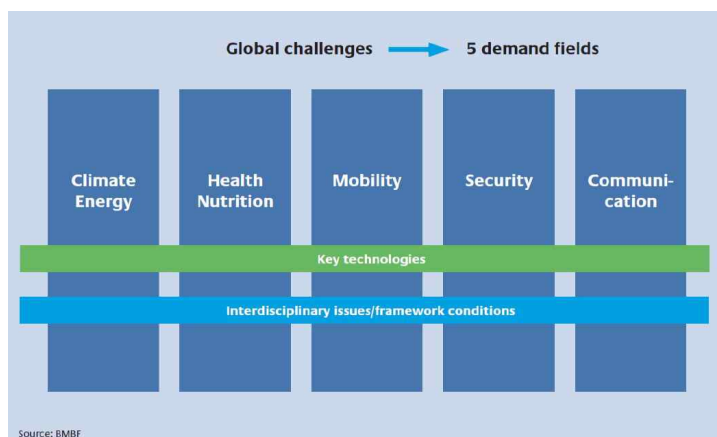 Global challenges 5 demand fields
Climate
Energy
Health
Nutrition
Mobility
Security
Communi-
cation
Key technologies
Interdisciplinary issues/framework conditions
Source: BMBF